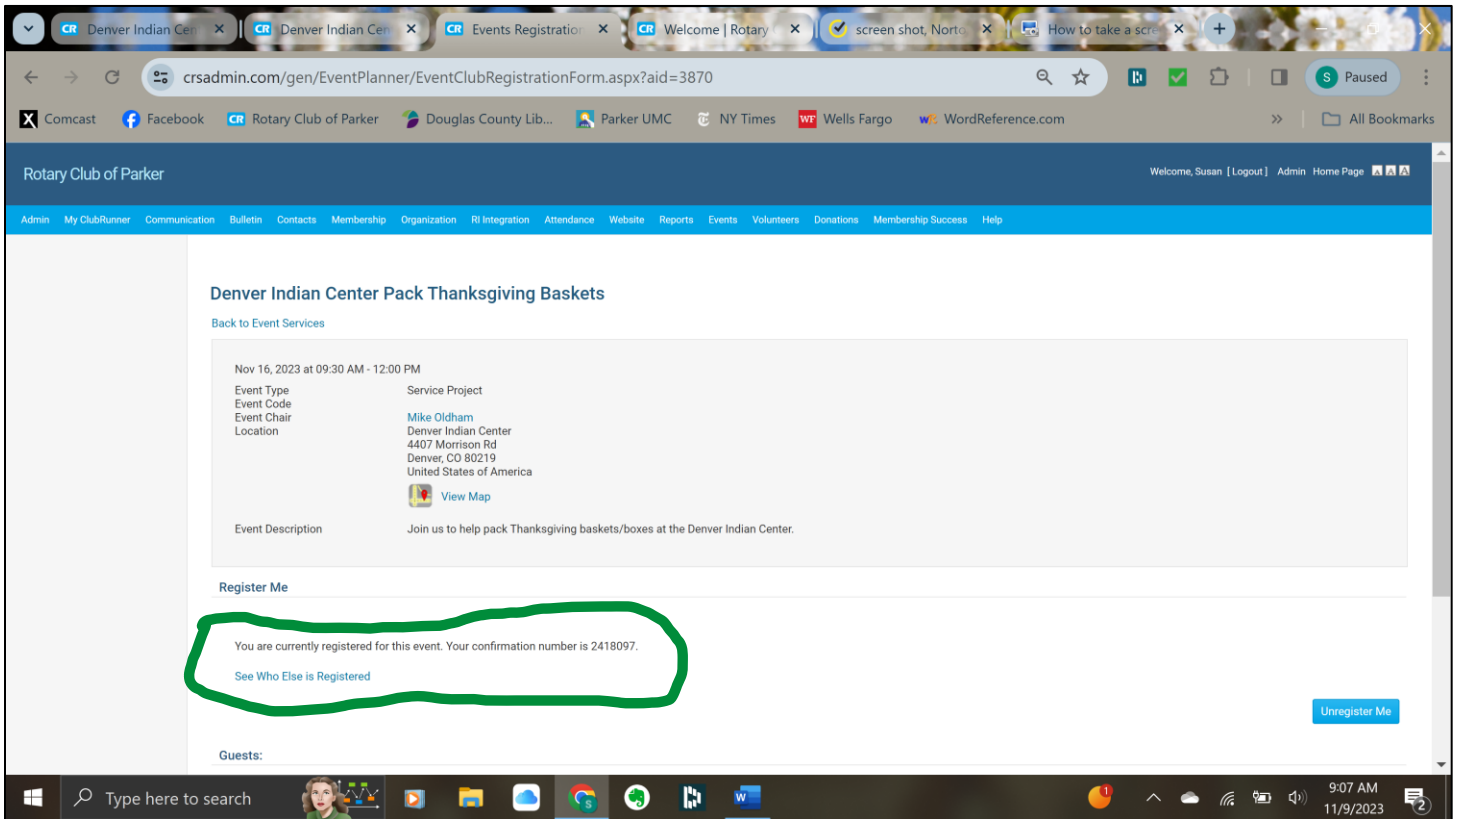 Denver Indian Cen
Denver Indian Cen
Events Registration
Welcome | Rotary
screen shot, Norto
How to take a scre
crsadmin.com/gen/EventPlanner/EventClubRegistrationForm.aspx?aid=3870
S Paused
Comcast Facebook CR Rotary Club of Parker Douglas County Lib... Parker UMC NY Times WF Wells Fargo WordReference.com » All Bookmarks
Rotary Club of Parker
Welcome, Susan [ Logout ] Admin Home Page A A A
Admin My ClubRunner Communication Bulletin Contacts Membership Organization RI Integration Attendance Website Reports Events Volunteers Donations Membership Success Help
Denver Indian Center Pack Thanksgiving Baskets
Back to Event Services
Nov 16, 2023 at 09:30 AM - 12:00 PM
Event Type Service Project
Event Code
Event Chair Mike Oldham
Location Denver Indian Center
4407 Morrison Rd
Denver, CO 80219
United States of America
View Map
Event Description Join us to help pack Thanksgiving baskets/boxes at the Denver Indian Center.
Register Me
You are currently registered for this event. Your confirmation number is 2418097.
See Who Else is Registered
Unregister Me
Guests:
Type here to search
9:07 AM
11/9/2023